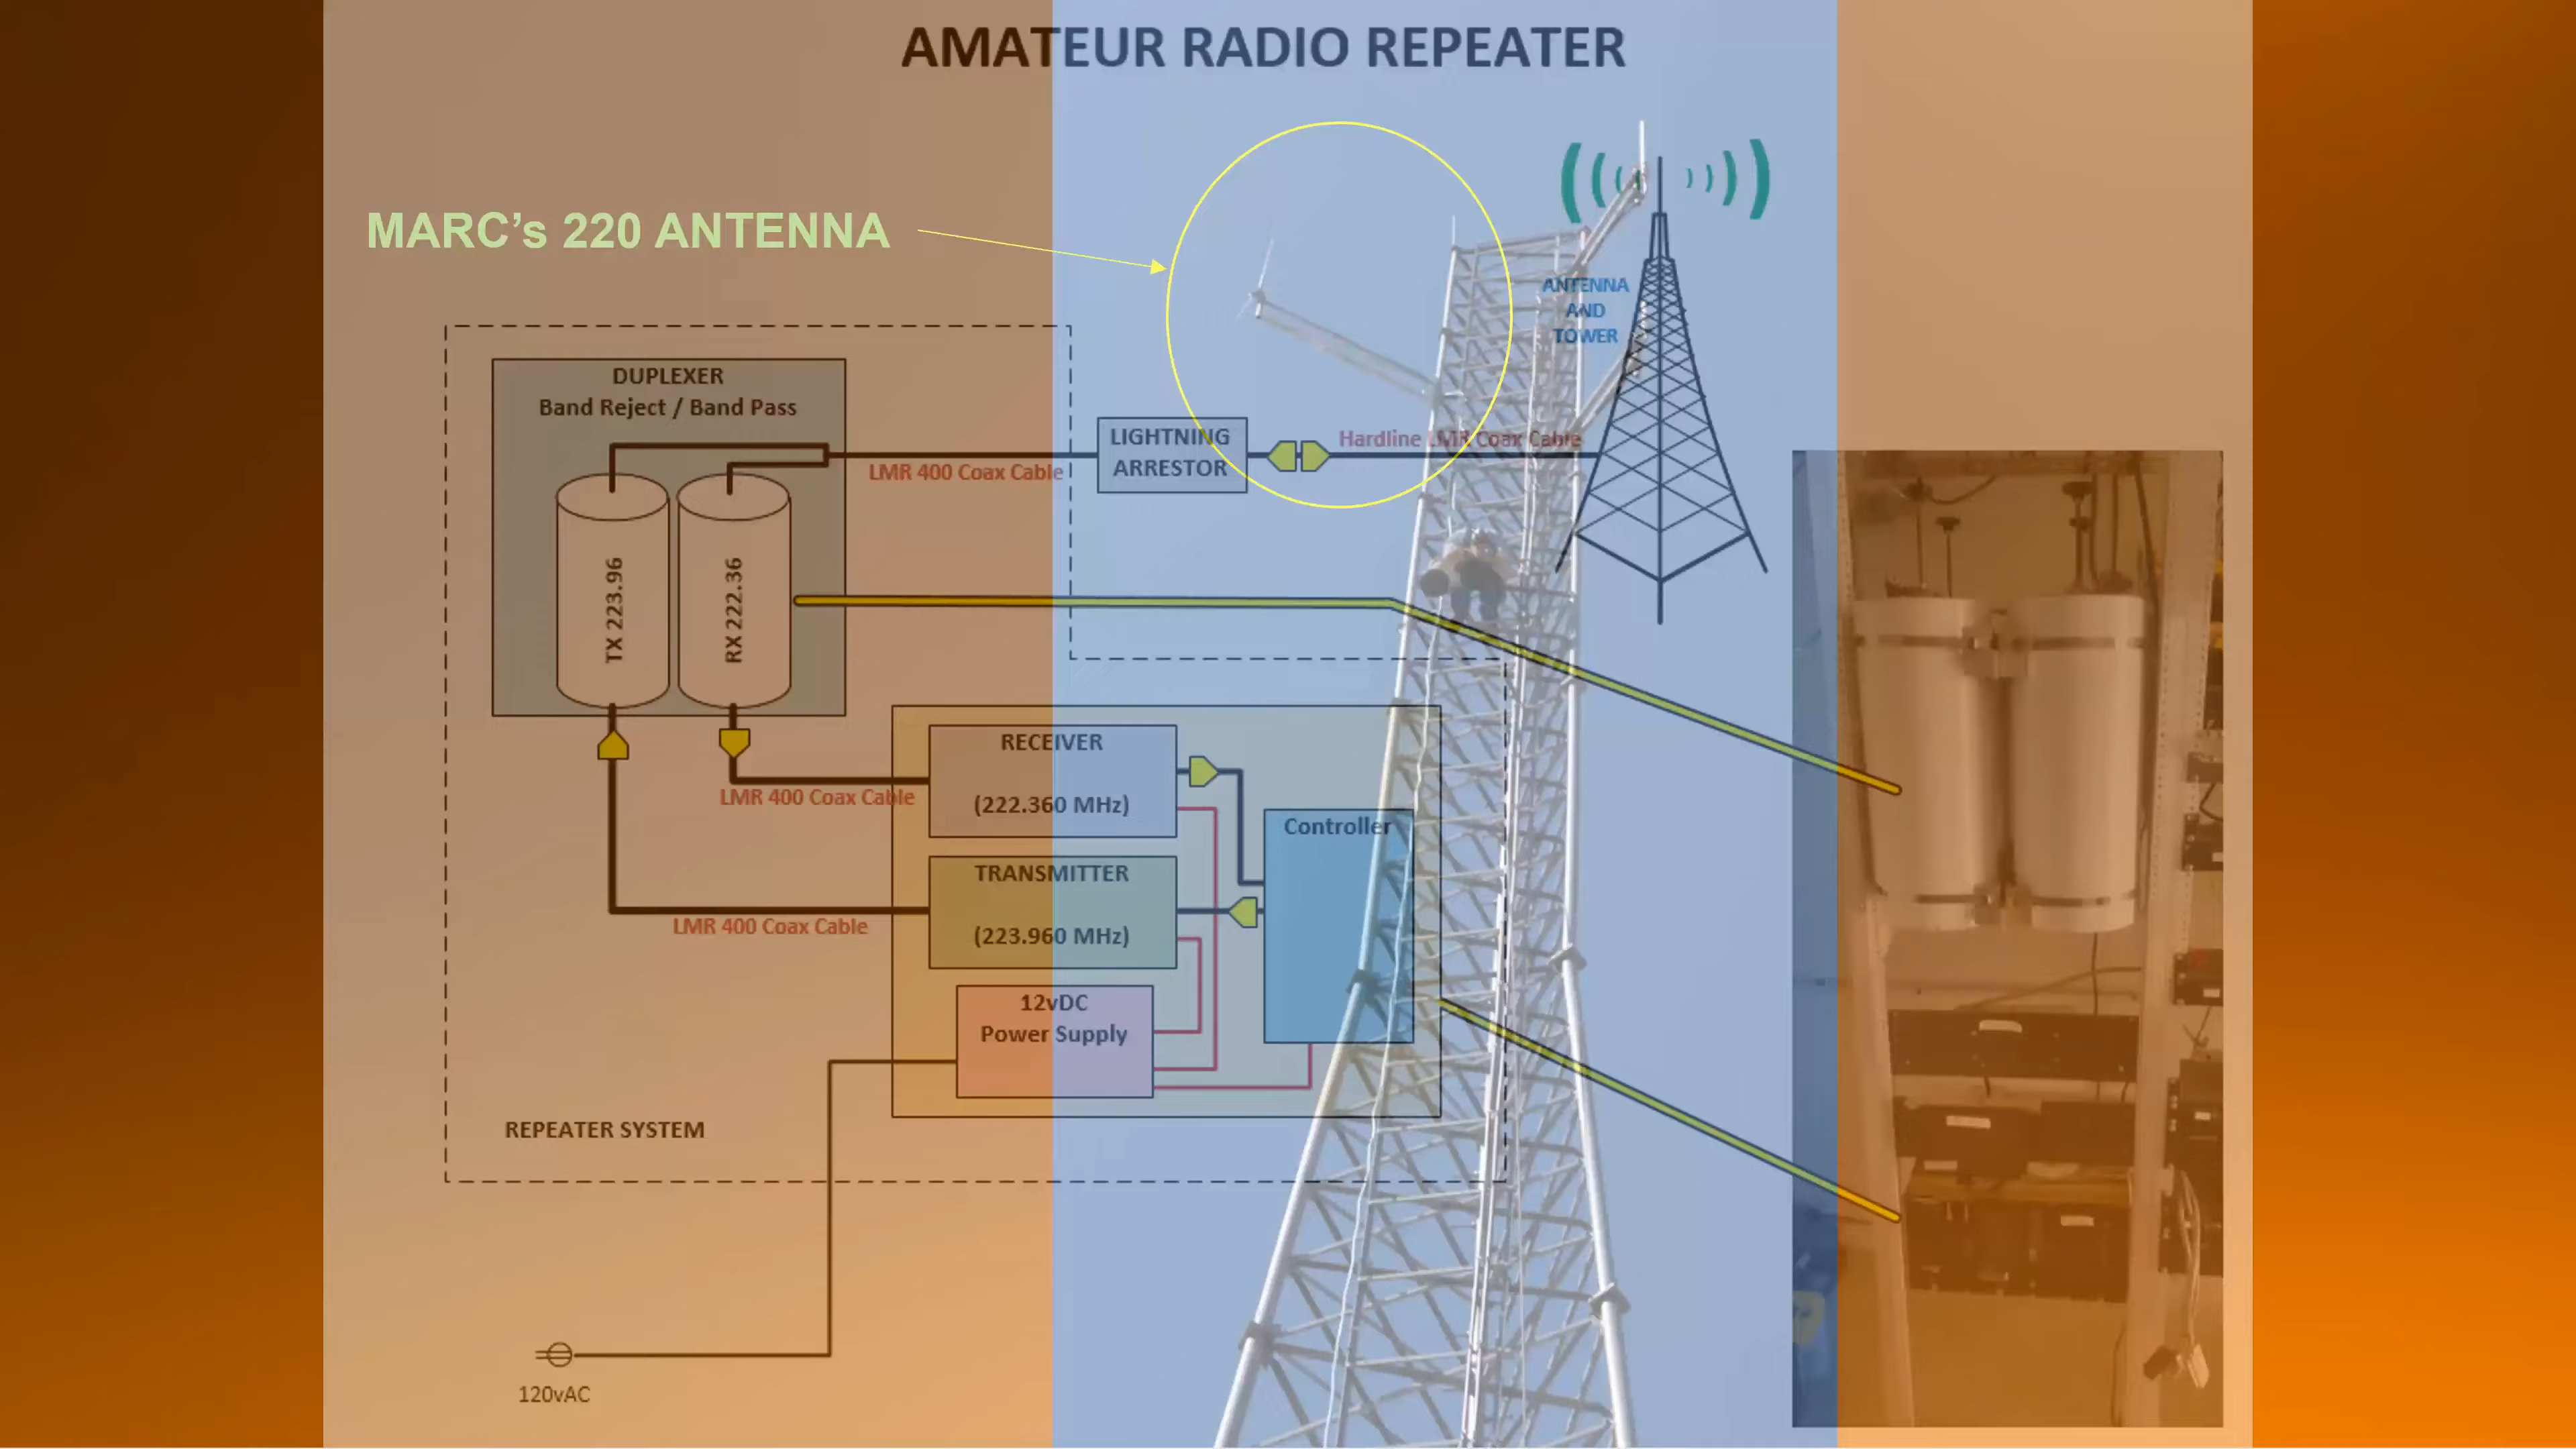 AMATEUR RADIO REPEATER
MARC's 220 ANTENNA
ANTENNA
AND
TOWER
DUPLEXER
Band Reject / Band Pass
LMR 400 Coax Cable
LIGHTNING
ARRESTOR
Hardline LMR Coax Cable
TX 223.96
RX 222.36
RECEIVER
(222.360 MHz)
LMR 400 Coax Cable
Controller
TRANSMITTER
(223.960 MHz)
LMR 400 Coax Cable
12vDC
Power Supply
REPEATER SYSTEM
120vAC